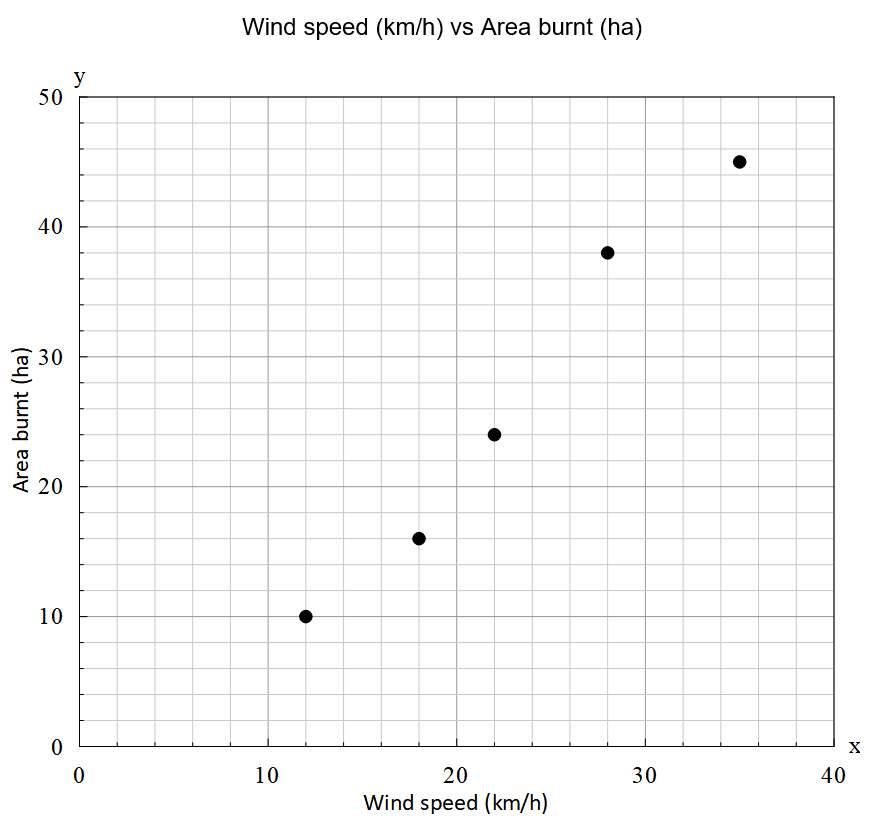 Wind speed (km/h) vs Area burnt (ha)
y
50
40
30
20
10
0
Area burnt (ha)
0 10 20 30 40
x
Wind speed (km/h)